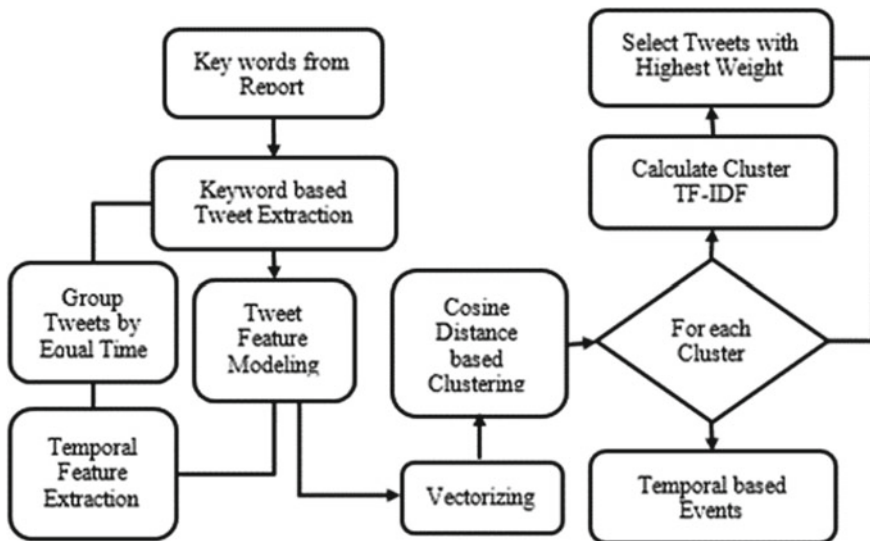 Key words from
Report
Keyword based
Tweet Extraction
Group
Tweets by
Equal Time
Tweet
Feature
Modeling
Temporal
Feature
Extraction
Vectorizing
Cosine
Distance
based
Clustering
For each
Cluster
Calculate Cluster
TF-IDF
Select Tweets with
Highest Weight
Temporal based
Events